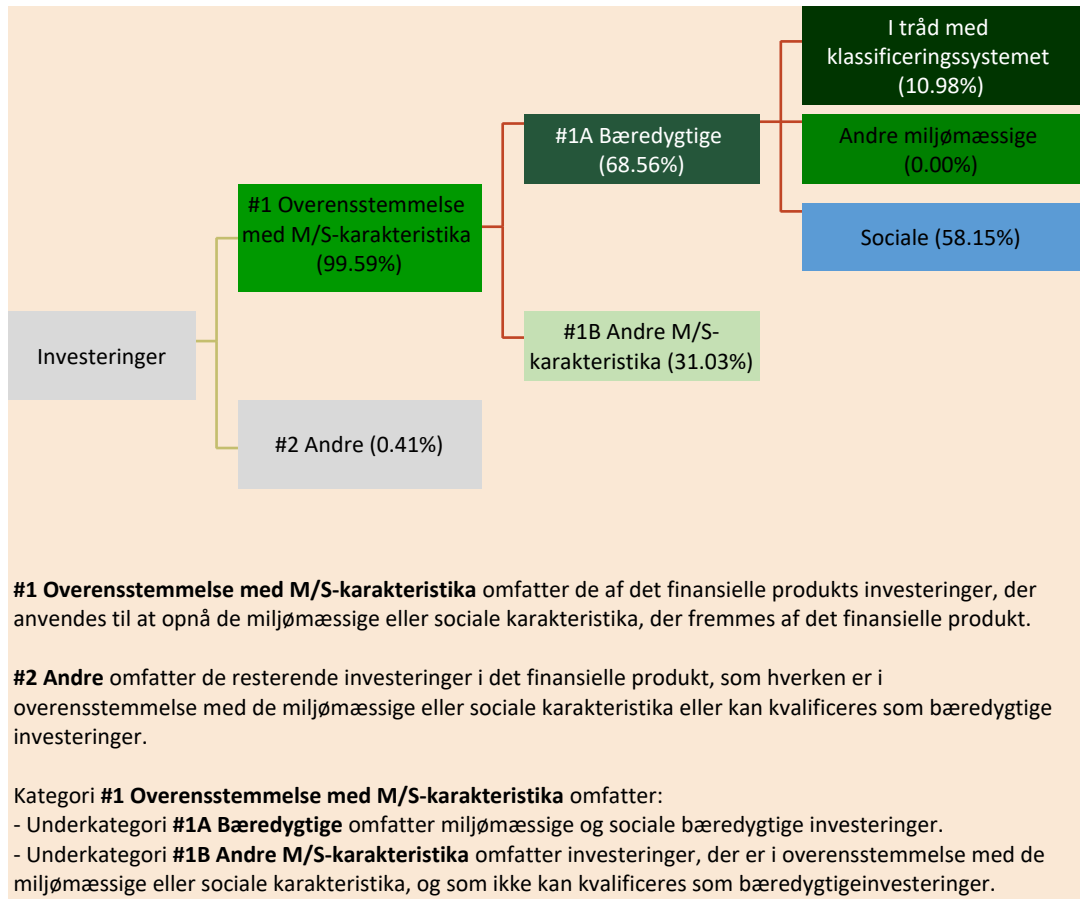 I tråd med
klassificeringssystemet
(10.98%)
#1A Bæredygtige
(68.56%)
Andre miljømæssige
(0.00%)
#1 Overensstemmelse
med M/S-karakteristika
(99.59%)
Sociale (58.15%)
Investeringer
#1B Andre M/S-
karakteristika (31.03%)
#2 Andre (0.41%)
#1 Overensstemmelse med M/S-karakteristika omfatter de af det finansielle produkts investeringer, der
anvendes til at opnå de miljømæssige eller sociale karakteristika, der fremmes af det finansielle produkt.
#2 Andre omfatter de resterende investeringer i det finansielle produkt, som hverken er i
overensstemmelse med de miljømæssige eller sociale karakteristika eller kan kvalificeres som bæredygtige
investeringer.
Kategori #1 Overensstemmelse med M/S-karakteristika omfatter:
- Underkategori #1A Bæredygtige omfatter miljømæssige og sociale bæredygtige investeringer.
- Underkategori #1B Andre M/S-karakteristika omfatter investeringer, der er i overensstemmelse med de
miljømæssige eller sociale karakteristika, og som ikke kan kvalificeres som bæredygtigeinvesteringer.